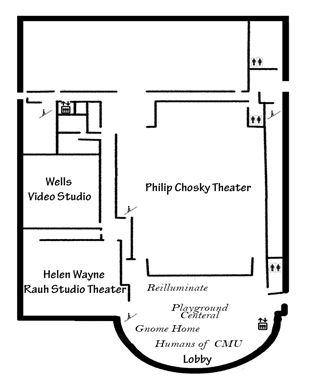 Wells
Video Studio
Philip Chosky Theater
Helen Wayne
Rauh Studio Theater
Reilluminate
Playground
Centeral
Gnome Home
Humans of CMU
Lobby